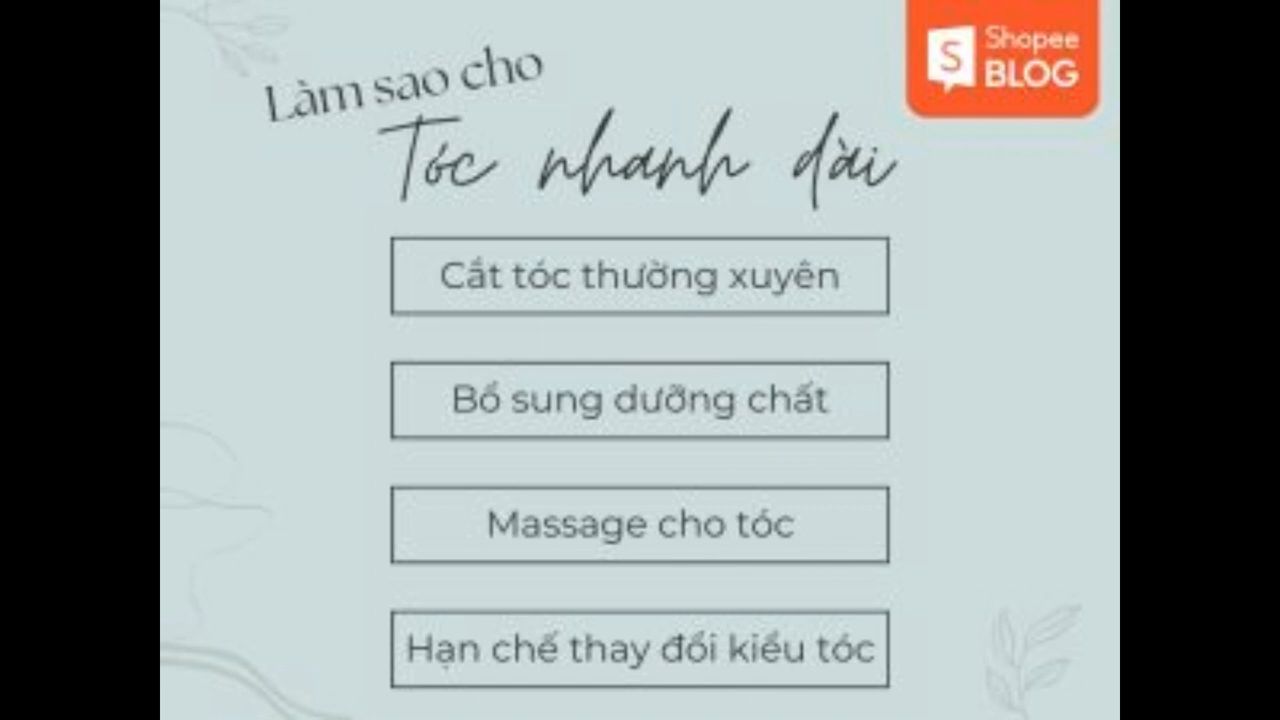 Shopee
BLOG
Làm sao cho
Tóc nhanh dài
Cắt tóc thường xuyên
Bổ sung dưỡng chất
Massage cho tóc
Hạn chế thay đổi kiểu tóc